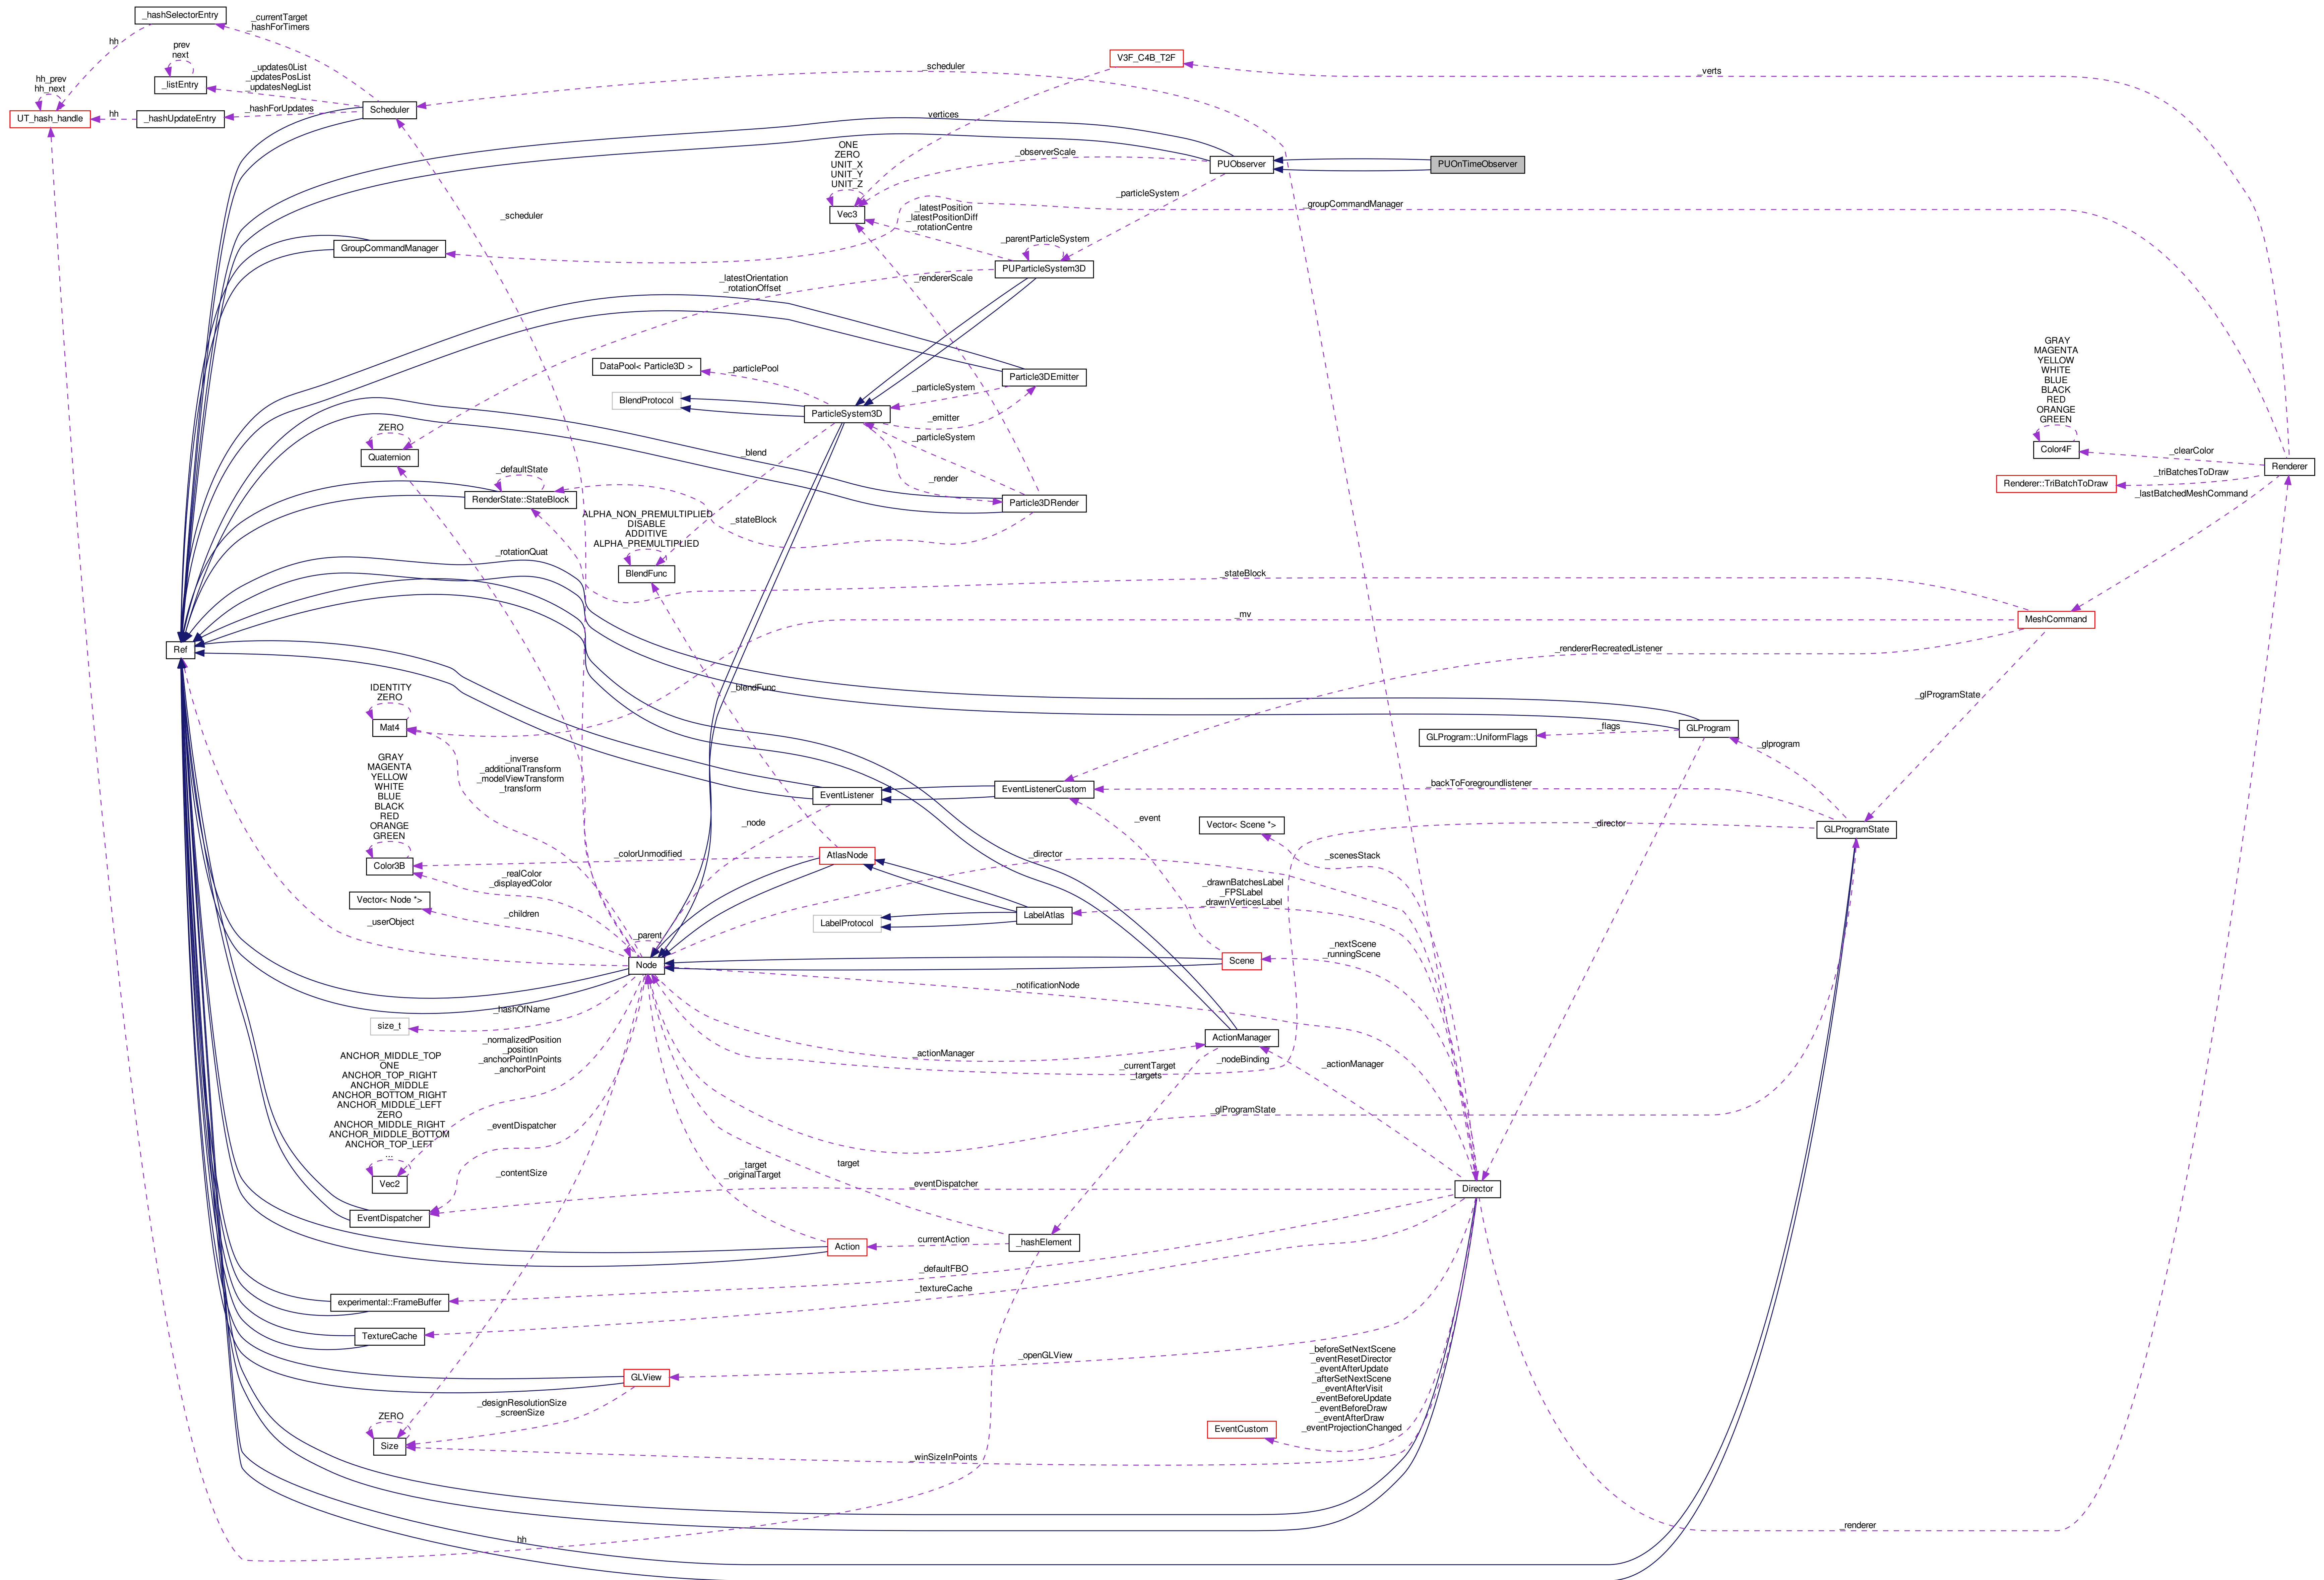 _hashSelectorEntry
_currentTarget
_hashForTimers
hh
prev
next
_listEntry
_updates0List
_updatesPosList
_updatesNegList
hh_prev
hh_next
UT_hash_handle
hh
_hashUpdateEntry
_hashForUpdates
Scheduler
_scheduler
V3F_C4B_T2F
_verts
vertices
ONE
ZERO
UNIT_X
UNIT_Y
UNIT_Z
Vec3
_observerScale
PUObserver
PUOnTimeObserver
_particleSystem
_groupCommandManager
_scheduler
_latestPosition
_latestPositionDiff
_rotationCentre
GroupCommandManager
_parentParticleSystem
PUParticleSystem3D
_latestOrientation
_rotationOffset
_rendererScale
DataPool< Particle3D >
_particlePool
Particle3DEmitter
BlendProtocol
ParticleSystem3D
_particleSystem
_emitter
GRAY
MAGENTA
YELLOW
WHITE
BLUE
BLACK
RED
ORANGE
GREEN
Color4F
_clearColor
Renderer
_triBatchesToDraw
Renderer::TriBatchToDraw
_lastBatchedMeshCommand
ZERO
Quaternion
_particleSystem
_blend
_defaultState
RenderState::StateBlock
_render
Particle3DRender
_stateBlock
ALPHA_NON_PREMULTIPLIED
DISABLE
ADDITIVE
ALPHA_PREMULTIPLIED
BlendFunc
_rotationQuat
_stateBlock
_mv
MeshCommand
_rendererRecreatedListener
Ref
_glProgramState
IDENTITY
ZERO
Mat4
_blendFunc
GLProgram::UniformFlags
_flags
GLProgram
_glprogram
_inverse
_additionalTransform
_modelViewTransform
_transform
GRAY
MAGENTA
YELLOW
WHITE
BLUE
BLACK
RED
ORANGE
GREEN
Color3B
EventListener
EventListenerCustom
_backToForegroundlistener
_node
_event
Vector< Scene *>
_director
GLProgramState
_colorUnmodified
AtlasNode
_director
_scenesStack
_realColor
_displayedColor
Vector< Node *>
_children
_userObject
_drawnBatchesLabel
_FPSLabel
_drawnVerticesLabel
LabelProtocol
LabelAtlas
_parent
Node
Scene
_nextScene
_runningScene
_notificationNode
_hashOfName
size_t
_actionManager
ActionManager
_nodeBinding
_currentTarget
_targets
_actionManager
_normalizedPosition
_position
_anchorPointInPoints
_anchorPoint
ANCHOR_MIDDLE_TOP
ONE
ANCHOR_TOP_RIGHT
ANCHOR_MIDDLE
ANCHOR_BOTTOM_RIGHT
ANCHOR_MIDDLE_LEFT
ZERO
ANCHOR_MIDDLE_RIGHT
ANCHOR_MIDDLE_BOTTOM
ANCHOR_TOP_LEFT
...
Vec2
_glProgramState
_eventDispatcher
_contentSize
_target
_originalTarget
target
_eventDispatcher
Director
EventDispatcher
Action
currentAction
_hashElement
_defaultFBO
experimental::FrameBuffer
_textureCache
TextureCache
_openGLView
GLView
_designResolutionSize
_screenSize
ZERO
Size
_beforeSetNextScene
_eventResetDirector
_eventAfterUpdate
_afterSetNextScene
_eventAfterVisit
_eventBeforeUpdate
_eventBeforeDraw
_eventAfterDraw
_eventProjectionChanged
EventCustom
_winSizeInPoints
hh
_renderer